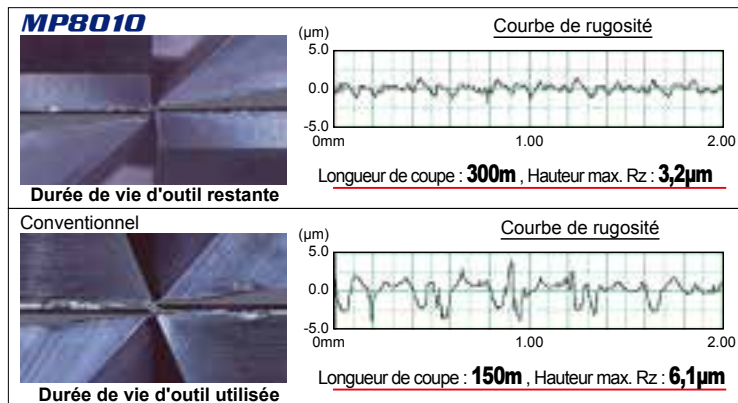 MP8010
Durée de vie d'outil restante
Courbe de rugosité
(µm)
5.0
0.0
-5.0
0mm 1.00 2.00
Longueur de coupe : 300m , Hauteur max. Rz : 3,2µm
Conventionnel
Durée de vie d'outil utilisée
Courbe de rugosité
(µm)
5.0
0.0
-5.0
0mm 1.00 2.00
Longueur de coupe : 150m , Hauteur max. Rz : 6,1µm